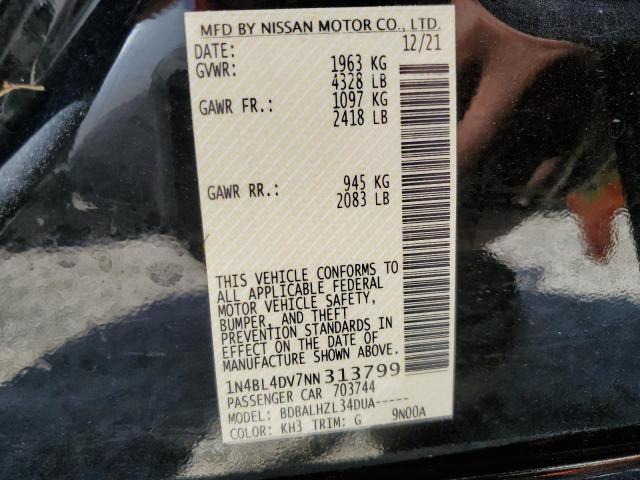 MFD BY NISSAN MOTOR CO., LTD.
DATE: 12/21
GVWR: 1963 KG
4328 LB
GAWR FR.: 1097 KG
2418 LB
GAWR RR.: 945 KG
2083 LB
THIS VEHICLE CONFORMS TO
ALL APPLICABLE FEDERAL
MOTOR VEHICLE SAFETY,
BUMPER, AND THEFT
PREVENTION STANDARDS IN
EFFECT ON THE DATE OF
MANUFACTURE SHOWN ABOVE.
1N4BL4DV7NN313799
PASSENGER CAR 703744
MODEL: BDBALHZL34DUA-----
COLOR: KH3 TRIM: G 9N00A